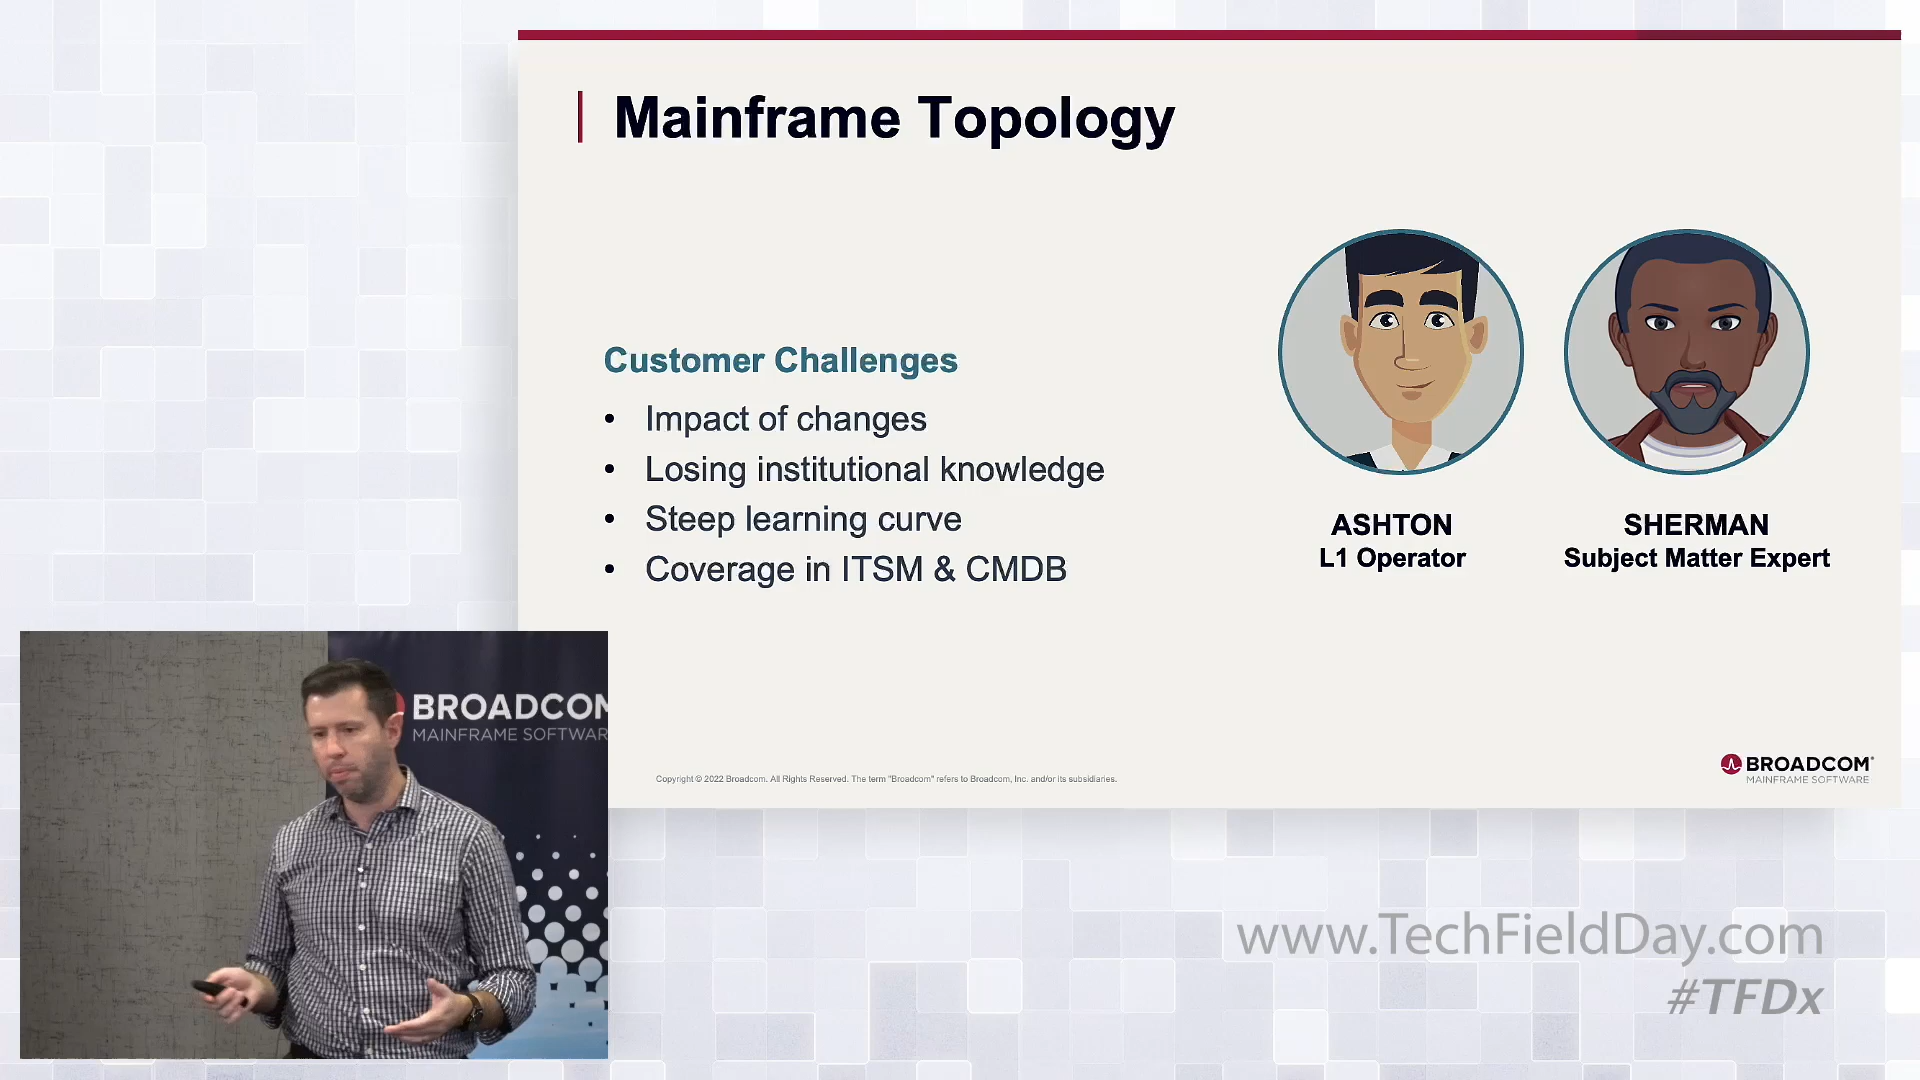 Mainframe Topology
Customer Challenges
• Impact of changes
• Losing institutional knowledge
• Steep learning curve
• Coverage in ITSM & CMDB
ASHTON
L1 Operator
SHERMAN
Subject Matter Expert
Copyright © 2022 Broadcom. All Rights Reserved. The term "Broadcom" refers to Broadcom, Inc. and/or its subsidiaries.
BROADCOM®
MAINFRAME SOFTWARE
BROADCOM
MAINFRAME SOFTWAR
www.TechFieldDay.com
#TFDx